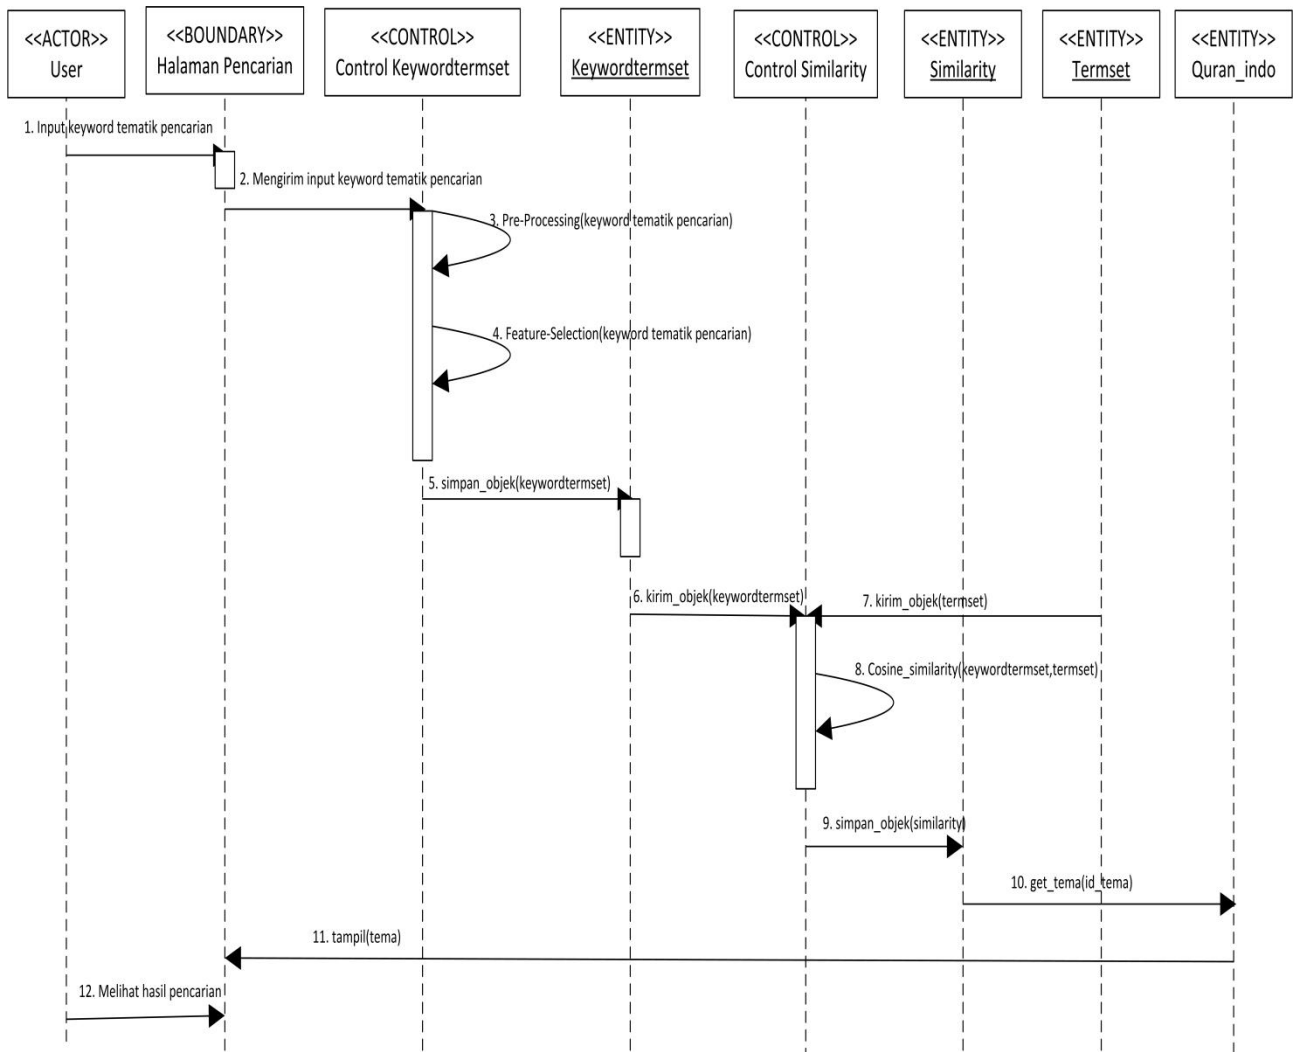 <<ACTOR>>
User
<<BOUNDARY>>
Halaman Pencarian
<<CONTROL>>
Control Keywordtermset
<<ENTITY>>
Keywordtermset
<<CONTROL>>
Control Similarity
<<ENTITY>>
Similarity
<<ENTITY>>
Termset
<<ENTITY>>
Quran_indo
1. Input keyword tematik pencarian
2. Mengirim input keyword tematik pencarian
3. Pre-Processing(keyword tematik pencarian)
4. Feature-Selection(keyword tematik pencarian)
5. simpan_objek(keywordtermset)
6. kirim_objek(keywordtermset)
7. kirim_objek(termset)
8. Cosine_similarity(keywordtermset,termset)
9. simpan_objek(similarity)
10. get_tema(id_tema)
11. tampil(tema)
12. Melihat hasil pencarian